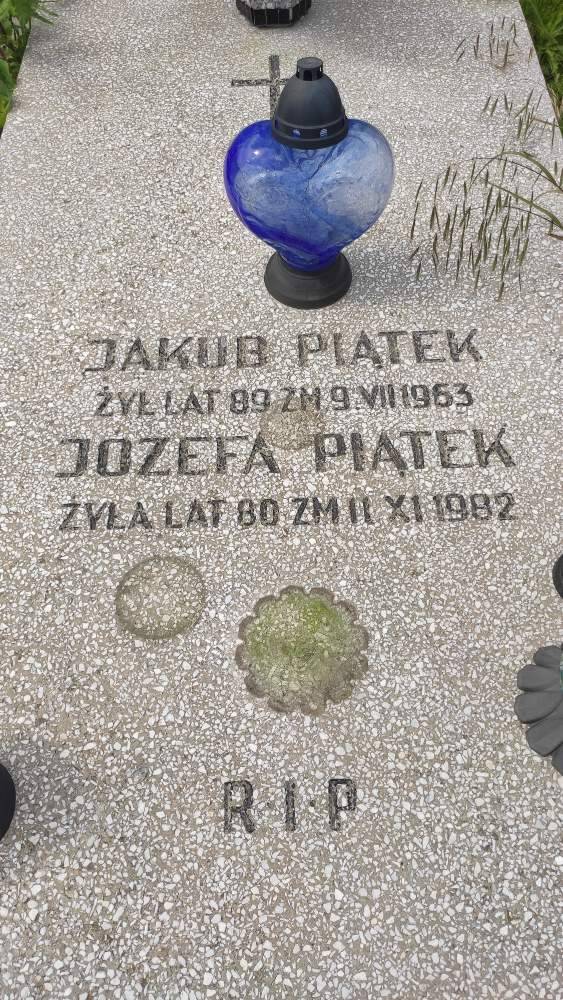 JAKUB PIĄTEK
ŻYŁ LAT 89 ZM. 9.VII 1963
JÓZEFA PIĄTEK
ŻYŁA LAT 80 ZM 11 XI 1982
R·I·P